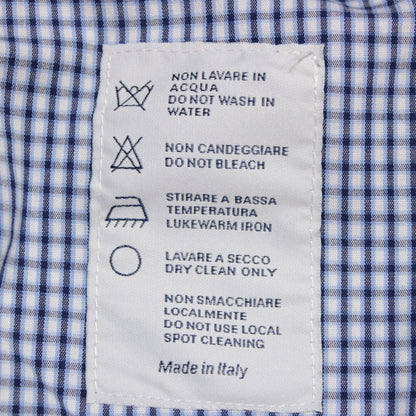 NON LAVARE IN
ACQUA
DO NOT WASH IN
WATER
NON CANDEGGIARE
DO NOT BLEACH
STIRARE A BASSA
TEMPERATURA
LUKEWARM IRON
LAVARE A SECCO
DRY CLEAN ONLY
NON SMACCHIARE
LOCALMENTE
DO NOT USE LOCAL
SPOT CLEANING
Made in Italy